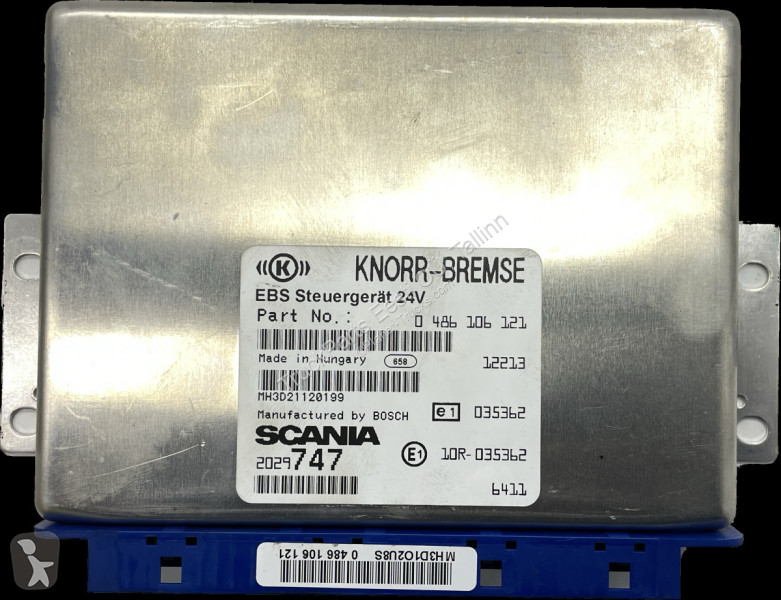 K KNORR-BREMSE
EBS Steuergerät 24V
Part No.: 0 486 106 121
Made in Hungary 658 12213
MH3D21120199
Manufactured by BOSCH e1 035362
SCANIA
2029747 E1 10R-035362
6411
MH3D1O2U8S 0 486 106 121